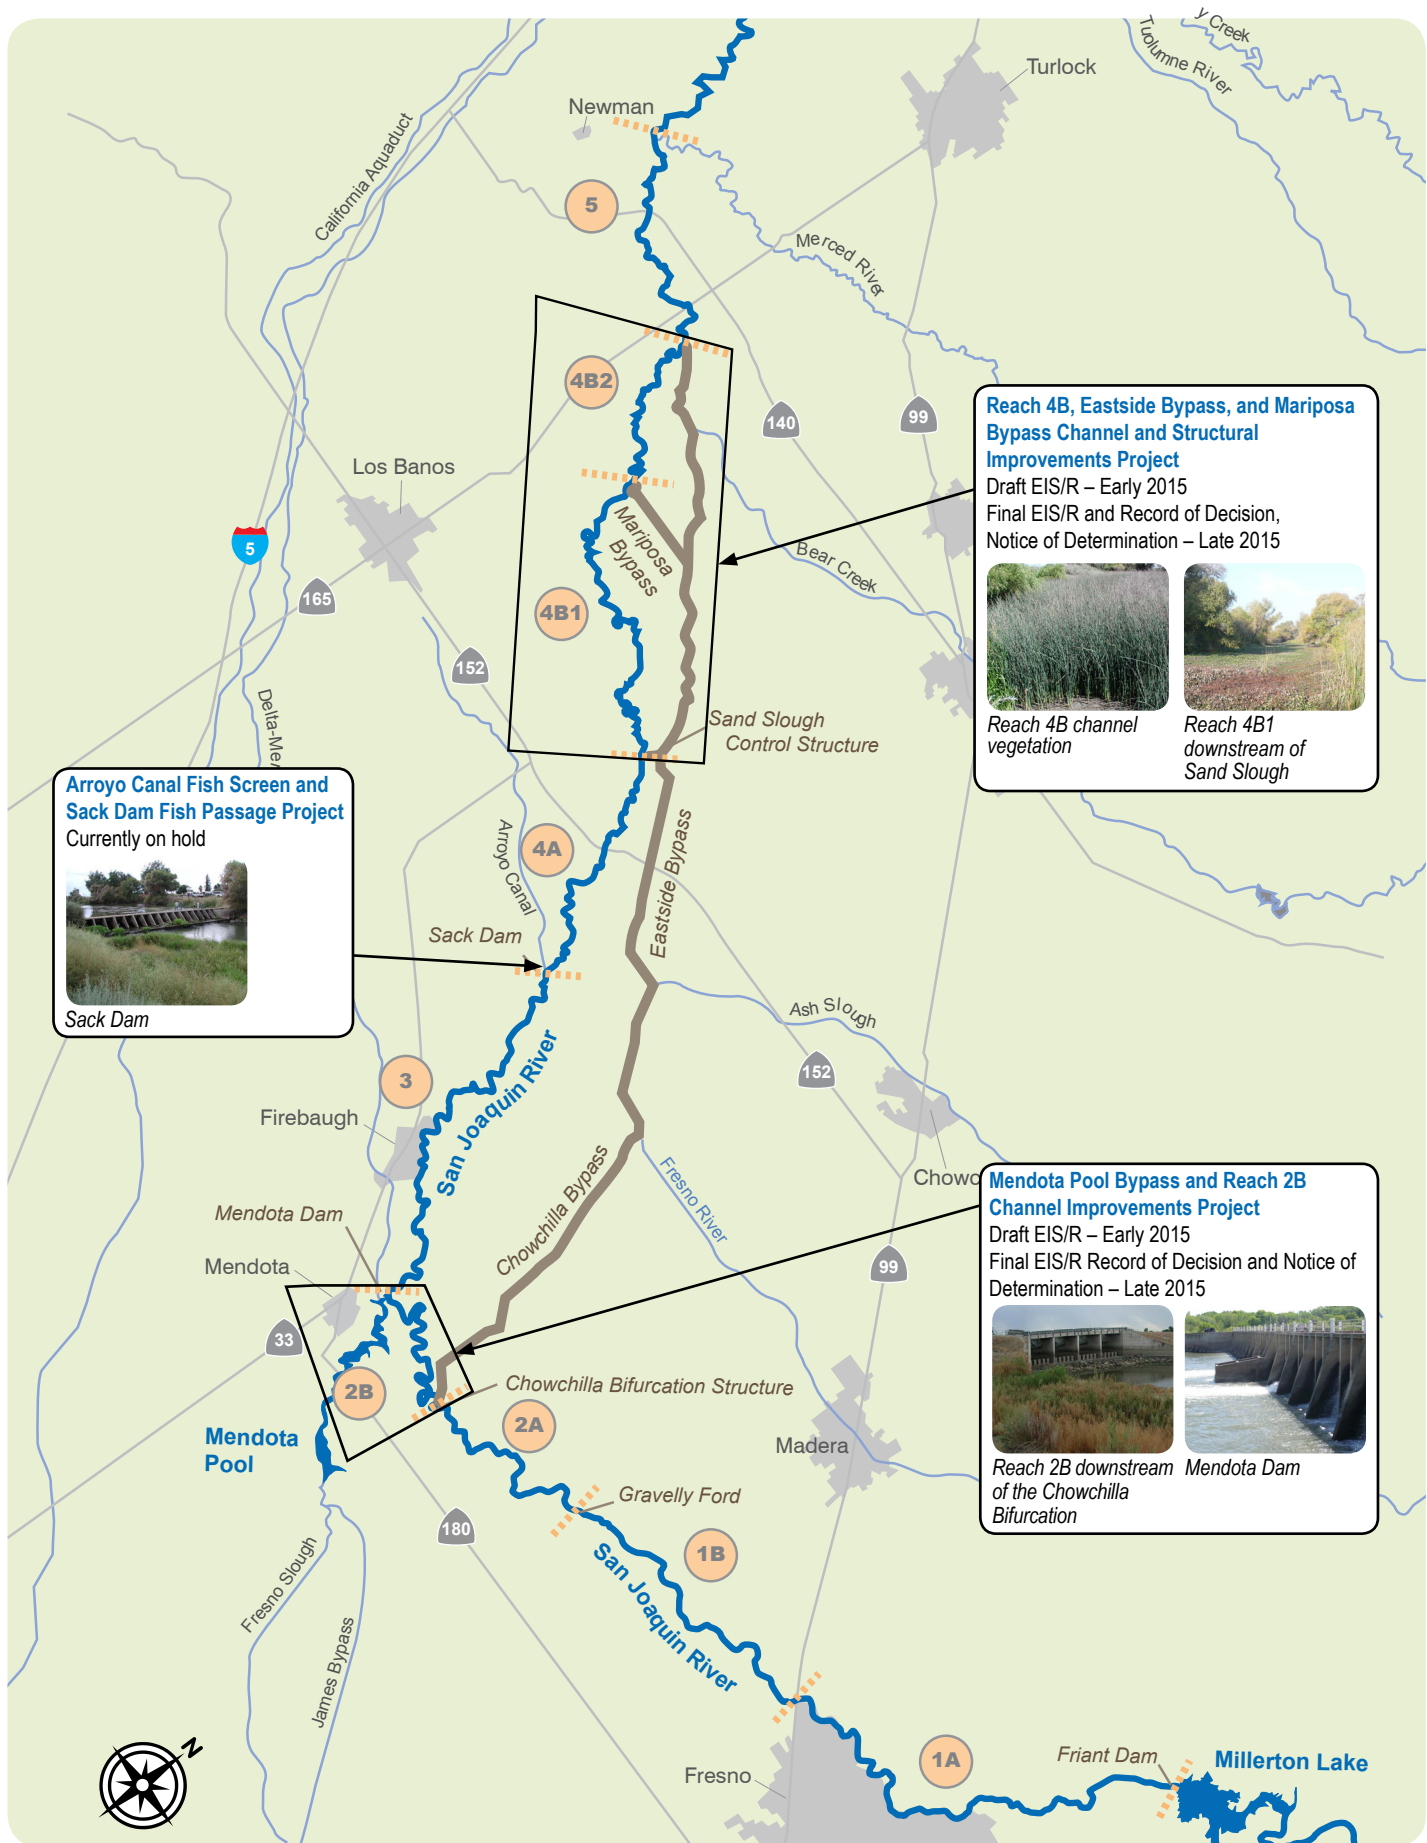 y Creek
Tuolumne River
Turlock
Newman
California Aquaduct
5
Merced River
4B2
140
99
Reach 4B, Eastside Bypass, and Mariposa
Bypass Channel and Structural
Improvements Project
Draft EIS/R – Early 2015
Final EIS/R and Record of Decision,
Notice of Determination – Late 2015
Reach 4B channel
vegetation
Reach 4B1
downstream of
Sand Slough
Los Banos
5
Mariposa
Bypass
Bear Creek
165
4B1
152
Delta-Me
Sand Slough
Control Structure
Arroyo Canal Fish Screen and
Sack Dam Fish Passage Project
Currently on hold
Sack Dam
Arroyo Canal
4A
Eastside Bypass
Sack Dam
Ash Slough
152
3
San Joaquin River
Firebaugh
Chowchilla Bypass
Fresno River
Chowc
Mendota Pool Bypass and Reach 2B
Channel Improvements Project
Draft EIS/R – Early 2015
Final EIS/R Record of Decision and Notice of
Determination – Late 2015
Reach 2B downstream
of the Chowchilla
Bifurcation
Mendota Dam
Mendota Dam
Mendota
99
33
2B
Chowchilla Bifurcation Structure
2A
Mendota
Pool
Madera
Gravelly Ford
180
1B
San Joaquin River
Fresno Slough
James Bypass
N
1A
Friant Dam
Millerton Lake
Fresno